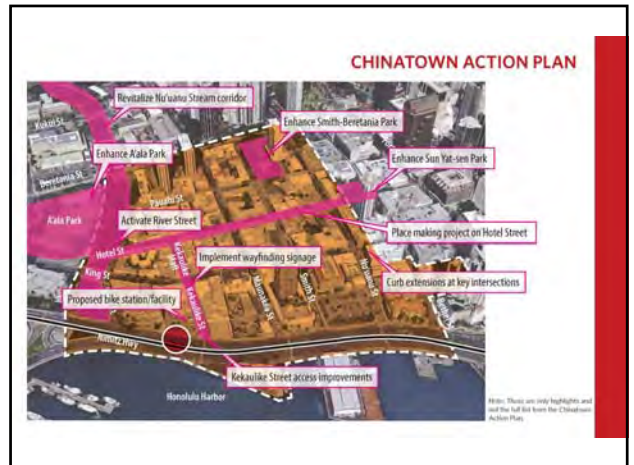 CHINATOWN ACTION PLAN
Revitalize Nu'uanu Stream corridor
Kukui St
Enhance Smith-Beretania Park
Enhance A'ala Park
Enhance Sun Yat-sen Park
Beretania St
Pauahi St
A'ala Park
Activate River Street
Place making project on Hotel Street
Hotel St
Kekaulike Mall
Implement wayfinding signage
King St
Nu'uanu St
Curb extensions at key intersections
Maunakea St
Smith St
Proposed bike station/facility
Kekaulike St
Nimitz Hwy
Kekaulike Street access improvements
Honolulu Harbor
Note: These are only highlights and
not the full list from the Chinatown
Action Plan.